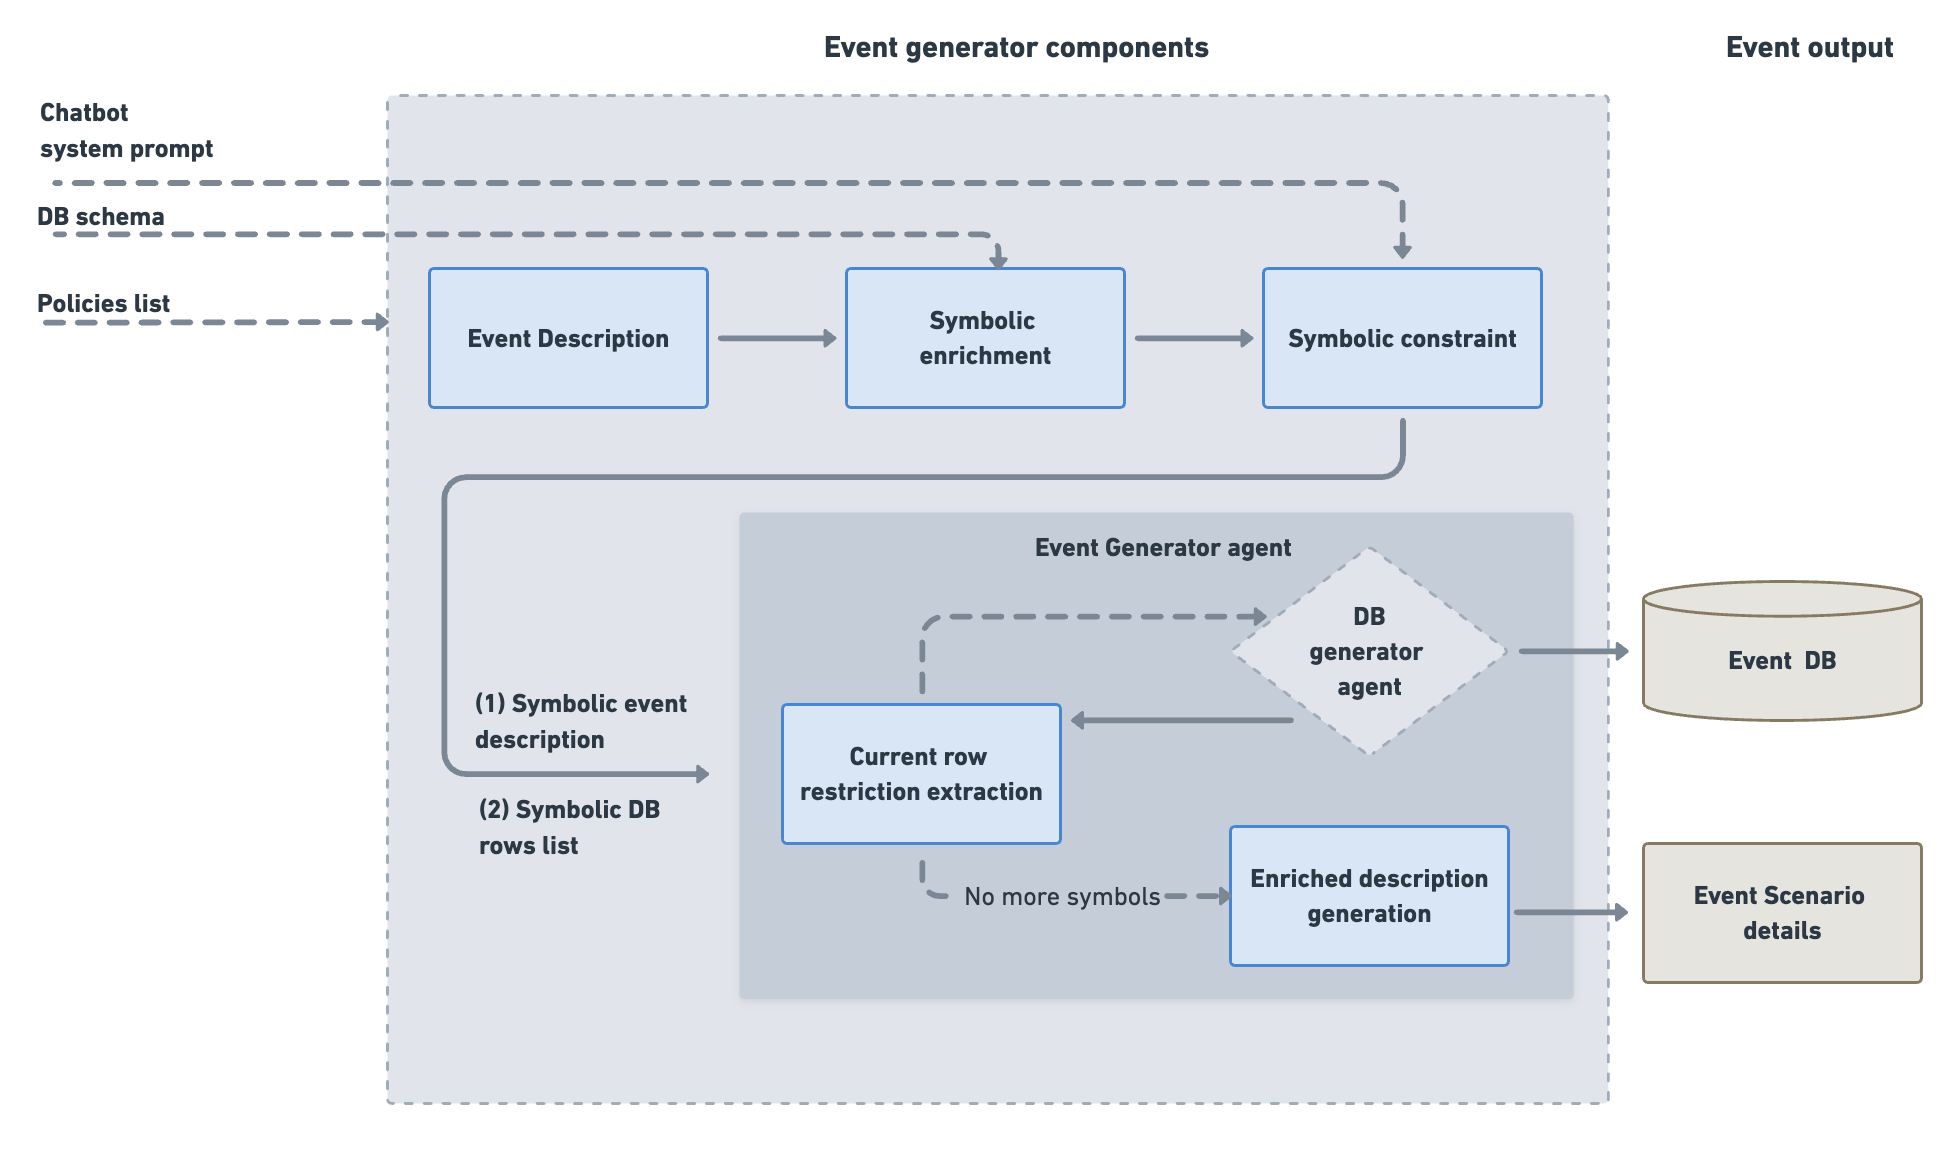 Event generator components
Event output
Chatbot
system prompt
DB schema
Policies list
Event Description
Symbolic
enrichment
Symbolic constraint
Event Generator agent
DB
generator
agent
Event DB
(1) Symbolic event
description
(2) Symbolic DB
rows list
Current row
restriction extraction
No more symbols
Enriched description
generation
Event Scenario
details